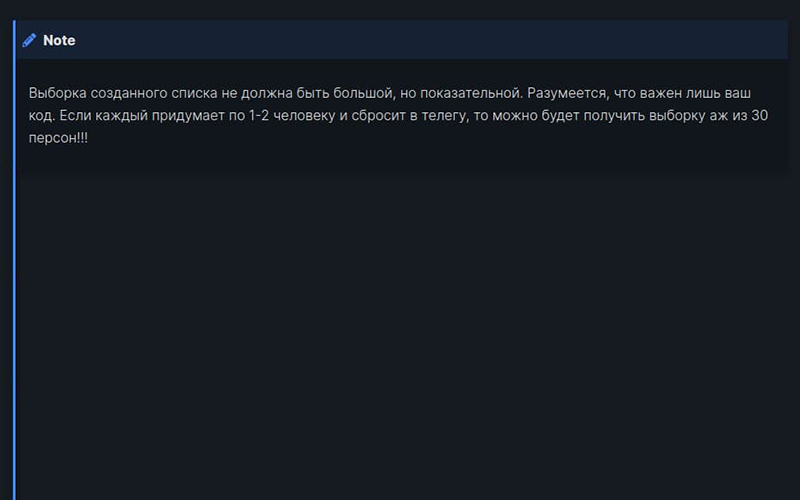 Note
Выборка созданного списка не должна быть большой, но показательной. Разумеется, что важен лишь ваш
код. Если каждый придумает по 1-2 человеку и сбросит в телегу, то можно будет получить выборку аж из 30
персон!!!